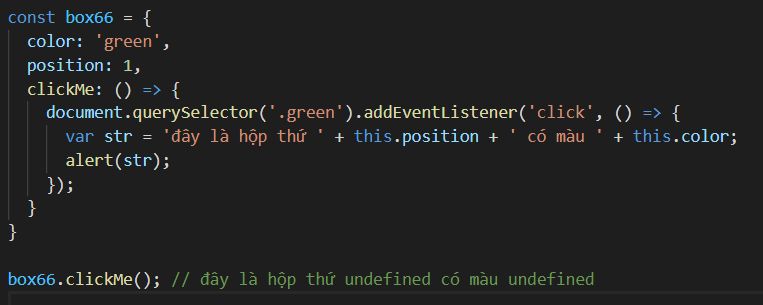 const box66 = {
  color: 'green',
  position: 1,
  clickMe: () => {
    document.querySelector('.green').addEventListener('click', () => {
      var str = 'đây là hộp thứ ' + this.position + ' có màu ' + this.color;
      alert(str);
    });
  }
}
box66.clickMe(); // đây là hộp thứ undefined có màu undefined